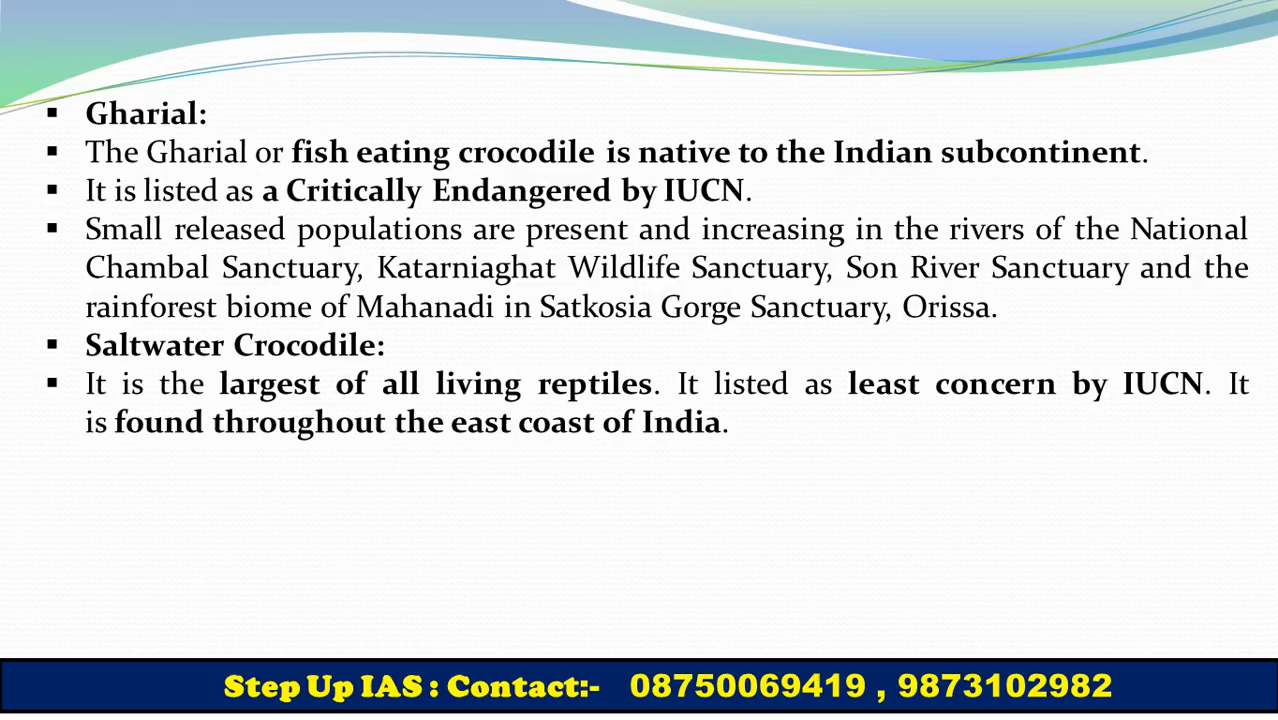 ▪ Gharial:
▪ The Gharial or fish eating crocodile is native to the Indian subcontinent.
▪ It is listed as a Critically Endangered by IUCN.
▪ Small released populations are present and increasing in the rivers of the National
Chambal Sanctuary, Katarniaghat Wildlife Sanctuary, Son River Sanctuary and the
rainforest biome of Mahanadi in Satkosia Gorge Sanctuary, Orissa.
▪ Saltwater Crocodile:
▪ It is the largest of all living reptiles. It listed as least concern by IUCN. It
is found throughout the east coast of India.
Step Up IAS : Contact:- 08750069419 , 9873102982